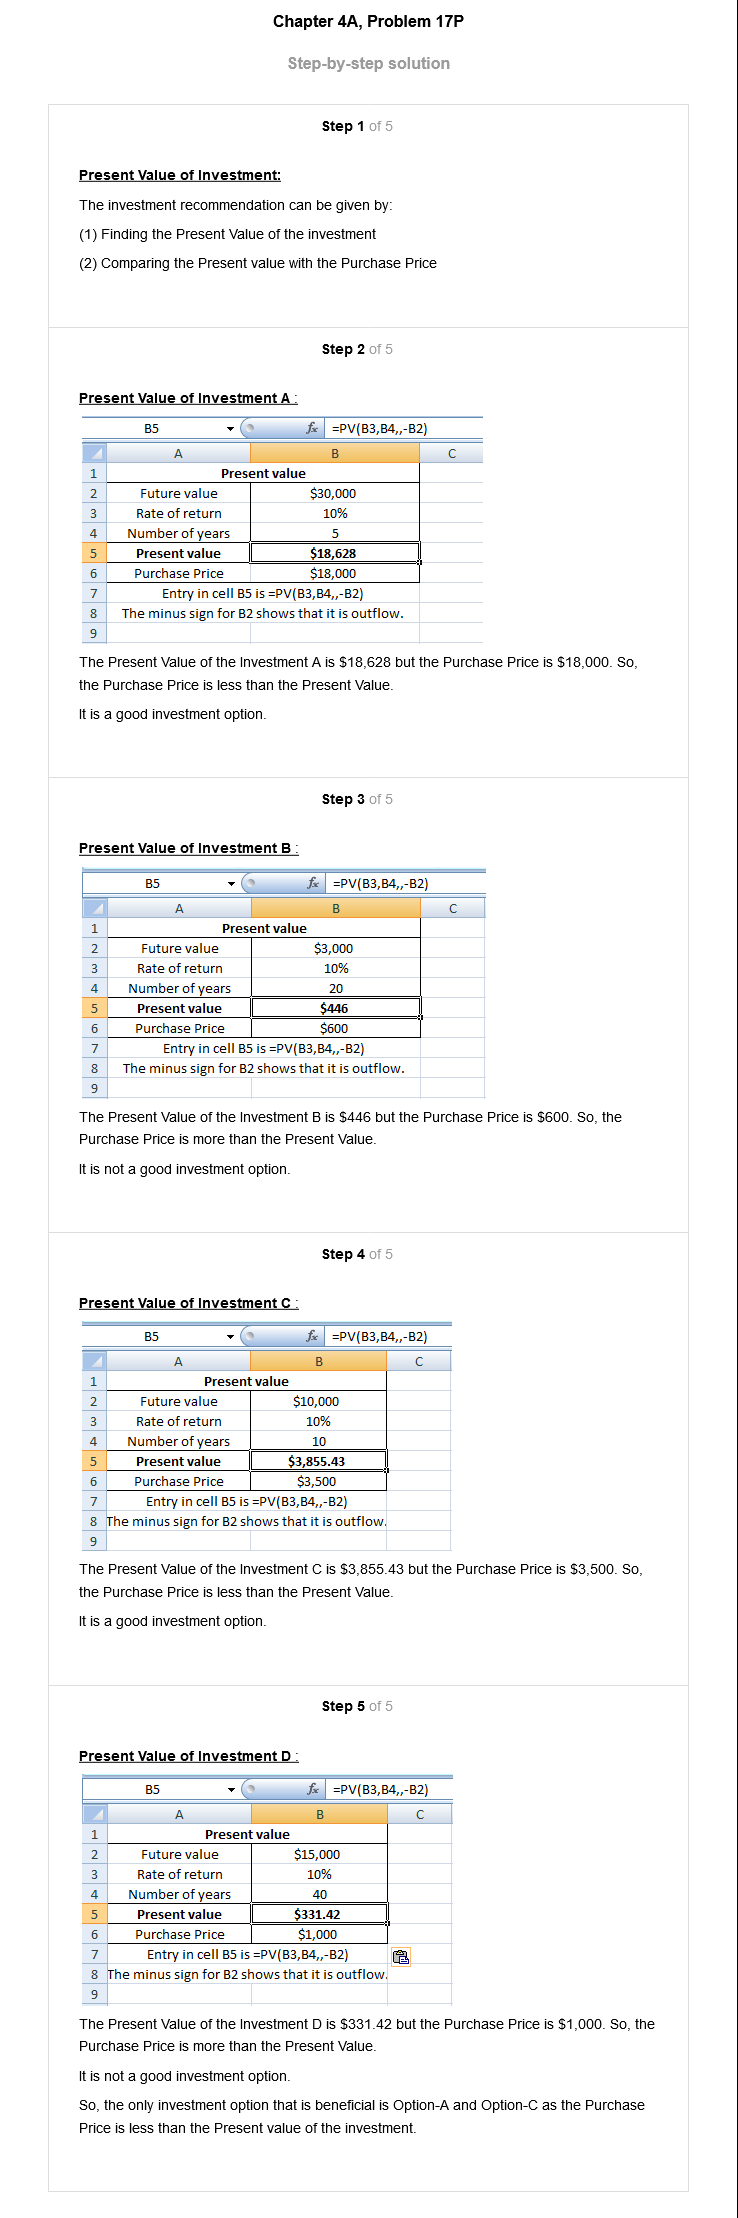 Chapter 4A, Problem 17P
Step-by-step solution
Step 1 of 5
Present Value of Investment:
The investment recommendation can be given by:
(1) Finding the Present Value of the investment
(2) Comparing the Present value with the Purchase Price
Step 2 of 5
Present Value of Investment A :
B5 fx =PV(B3,B4,,-B2)
A B C
1 Present value
2 Future value $30,000
3 Rate of return 10%
4 Number of years 5
5 Present value $18,628
6 Purchase Price $18,000
7 Entry in cell B5 is =PV(B3,B4,,-B2)
8 The minus sign for B2 shows that it is outflow.
9
The Present Value of the Investment A is $18,628 but the Purchase Price is $18,000. So,
the Purchase Price is less than the Present Value.
It is a good investment option.
Step 3 of 5
Present Value of Investment B :
B5 fx =PV(B3,B4,,-B2)
A B C
1 Present value
2 Future value $3,000
3 Rate of return 10%
4 Number of years 20
5 Present value $446
6 Purchase Price $600
7 Entry in cell B5 is =PV(B3,B4,,-B2)
8 The minus sign for B2 shows that it is outflow.
9
The Present Value of the Investment B is $446 but the Purchase Price is $600. So, the
Purchase Price is more than the Present Value.
It is not a good investment option.
Step 4 of 5
Present Value of Investment C :
B5 fx =PV(B3,B4,,-B2)
A B C
1 Present value
2 Future value $10,000
3 Rate of return 10%
4 Number of years 10
5 Present value $3,855.43
6 Purchase Price $3,500
7 Entry in cell B5 is =PV(B3,B4,,-B2)
8 The minus sign for B2 shows that it is outflow.
9
The Present Value of the Investment C is $3,855.43 but the Purchase Price is $3,500. So,
the Purchase Price is less than the Present Value.
It is a good investment option.
Step 5 of 5
Present Value of Investment D :
B5 fx =PV(B3,B4,,-B2)
A B C
1 Present value
2 Future value $15,000
3 Rate of return 10%
4 Number of years 40
5 Present value $331.42
6 Purchase Price $1,000
7 Entry in cell B5 is =PV(B3,B4,,-B2)
8 The minus sign for B2 shows that it is outflow.
9
The Present Value of the Investment D is $331.42 but the Purchase Price is $1,000. So, the
Purchase Price is more than the Present Value.
It is not a good investment option.
So, the only investment option that is beneficial is Option-A and Option-C as the Purchase
Price is less than the Present value of the investment.